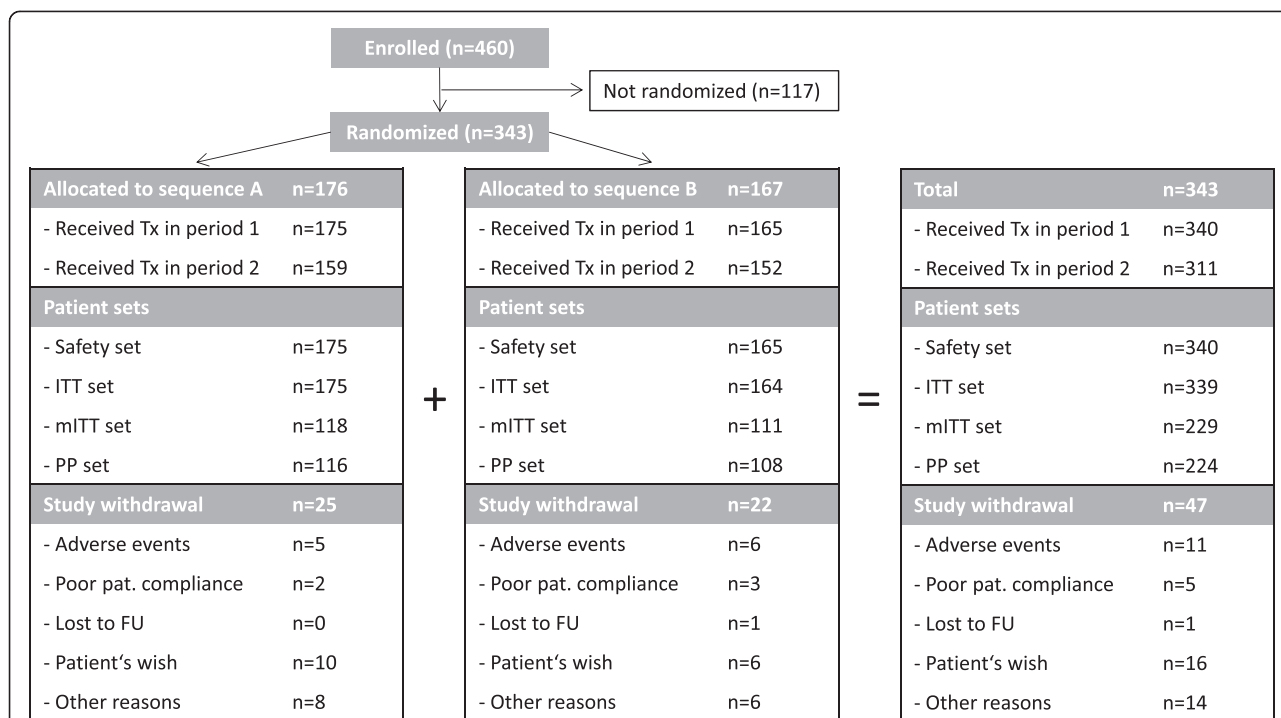 Enrolled (n=460)
Not randomized (n=117)
Randomized (n=343)
Allocated to sequence A n=176
- Received Tx in period 1 n=175
- Received Tx in period 2 n=159
Patient sets
- Safety set n=175
- ITT set n=175
- mITT set n=118
- PP set n=116
Study withdrawal n=25
- Adverse events n=5
- Poor pat. compliance n=2
- Lost to FU n=0
- Patient‘s wish n=10
- Other reasons n=8
+
Allocated to sequence B n=167
- Received Tx in period 1 n=165
- Received Tx in period 2 n=152
Patient sets
- Safety set n=165
- ITT set n=164
- mITT set n=111
- PP set n=108
Study withdrawal n=22
- Adverse events n=6
- Poor pat. compliance n=3
- Lost to FU n=1
- Patient‘s wish n=6
- Other reasons n=6
=
Total n=343
- Received Tx in period 1 n=340
- Received Tx in period 2 n=311
Patient sets
- Safety set n=340
- ITT set n=339
- mITT set n=229
- PP set n=224
Study withdrawal n=47
- Adverse events n=11
- Poor pat. compliance n=5
- Lost to FU n=1
- Patient‘s wish n=16
- Other reasons n=14